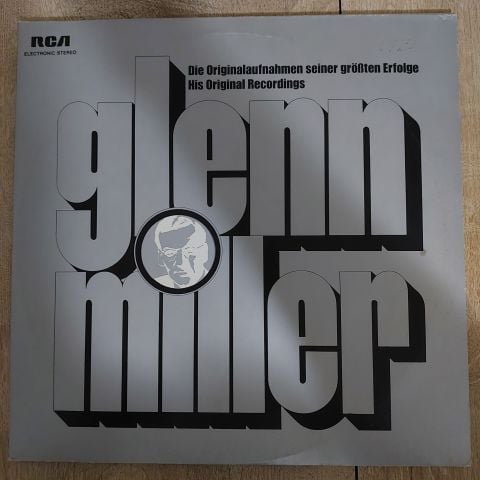 RCA
ELECTRONIC STEREO
Die Originalaufnahmen seiner größten Erfolge
His Original Recordings
glenn
miller